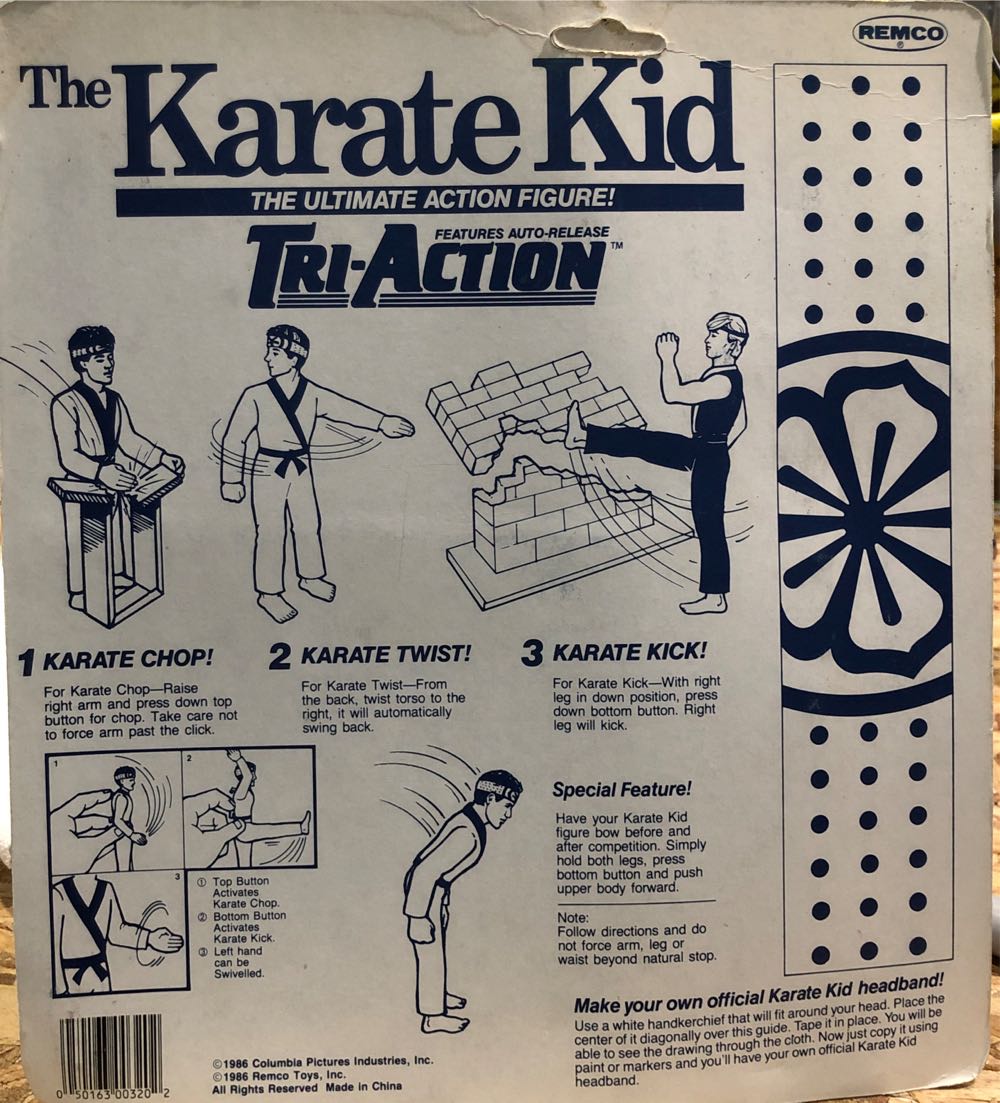 REMCO
®
The Karate Kid
THE ULTIMATE ACTION FIGURE!
FEATURES AUTO-RELEASE
TRI-ACTION™
1 KARATE CHOP!
For Karate Chop—Raise
right arm and press down top
button for chop. Take care not
to force arm past the click.
2 KARATE TWIST!
For Karate Twist—From
the back, twist torso to the
right, it will automatically
swing back.
3 KARATE KICK!
For Karate Kick—With right
leg in down position, press
down bottom button. Right
leg will kick.
1
2
3
① Top Button
Activates
Karate Chop.
② Bottom Button
Activates
Karate Kick.
③ Left hand
can be
Swivelled.
Special Feature!
Have your Karate Kid
figure bow before and
after competition. Simply
hold both legs, press
bottom button and push
upper body forward.
Note:
Follow directions and do
not force arm, leg or
waist beyond natural stop.
Make your own official Karate Kid headband!
Use a white handkerchief that will fit around your head. Place the
center of it diagonally over this guide. Tape it in place. You will be
able to see the drawing through the cloth. Now just copy it using
paint or markers and you'll have your own official Karate Kid
headband.
0 50163 00320 2
©1986 Columbia Pictures Industries, Inc.
©1986 Remco Toys, Inc.
All Rights Reserved Made in China